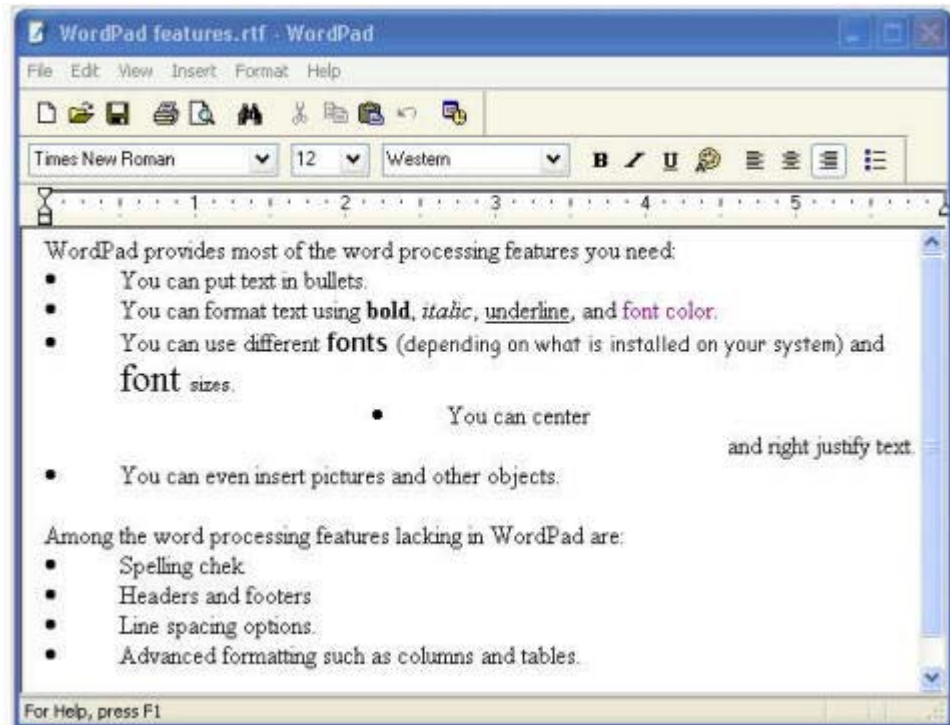 WordPad features.rtf - WordPad
File Edit View Insert Format Help
Times New Roman 12 Western B I U
1 2 3 4 5
WordPad provides most of the word processing features you need:
• You can put text in bullets.
• You can format text using bold, italic, underline, and font color.
• You can use different fonts (depending on what is installed on your system) and
font sizes.
• You can center
and right justify text.
• You can even insert pictures and other objects.
Among the word processing features lacking in WordPad are:
• Spelling chek
• Headers and footers
• Line spacing options.
• Advanced formatting such as columns and tables.
For Help, press F1